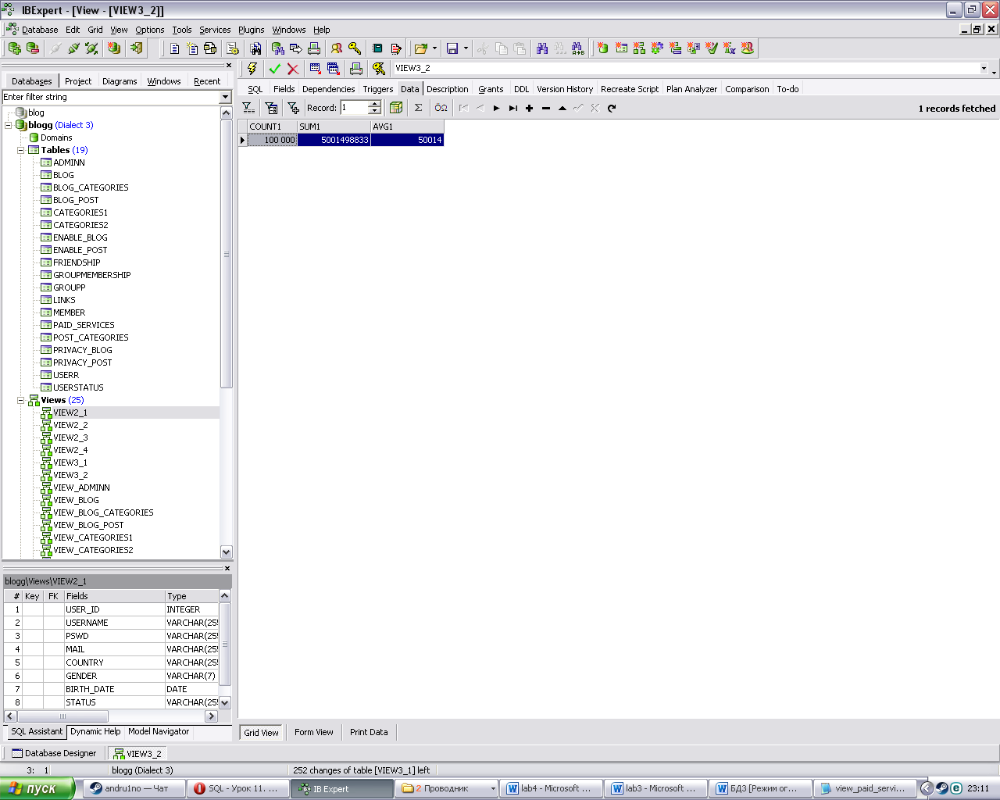 IBExpert - [View - [VIEW3_2]]
Database Edit Grid View Options Tools Services Plugins Windows Help
Databases Project Diagrams Windows Recent
Enter filter string
blog
blogg (Dialect 3)
Domains
Tables (19)
ADMINN
BLOG
BLOG_CATEGORIES
BLOG_POST
CATEGORIES1
CATEGORIES2
ENABLE_BLOG
ENABLE_POST
FRIENDSHIP
GROUPMEMBERSHIP
GROUPP
LINKS
MEMBER
PAID_SERVICES
POST_CATEGORIES
PRIVACY_BLOG
PRIVACY_POST
USERR
USERSTATUS
Views (25)
VIEW2_1
VIEW2_2
VIEW2_3
VIEW2_4
VIEW3_1
VIEW3_2
VIEW_ADMINN
VIEW_BLOG
VIEW_BLOG_CATEGORIES
VIEW_BLOG_POST
VIEW_CATEGORIES1
VIEW_CATEGORIES2
blogg\Views\VIEW2_1
# Key FK Fields Type
1 USER_ID INTEGER
2 USERNAME VARCHAR(255
3 PSWD VARCHAR(255
4 MAIL VARCHAR(255
5 COUNTRY VARCHAR(255
6 GENDER VARCHAR(7)
7 BIRTH_DATE DATE
8 STATUS VARCHAR(255
SQL Assistant Dynamic Help Model Navigator
VIEW3_2
SQL Fields Dependencies Triggers Data Description Grants DDL Version History Recreate Script Plan Analyzer Comparison To-do
Record: 1 Σ ÖΩ 1 records fetched
COUNT1 SUM1 AVG1
100 000 5001498833 50014
Grid View Form View Print Data
Database Designer VIEW3_2
3: 1 blogg (Dialect 3) 252 changes of table [VIEW3_1] left
пуск andru1no — Чат SQL - Урок 11. ... IB Expert 2 Проводник lab4 - Microsoft ... lab3 - Microsoft ... БД3 [Режим ог... view_paid_servi... 23:11